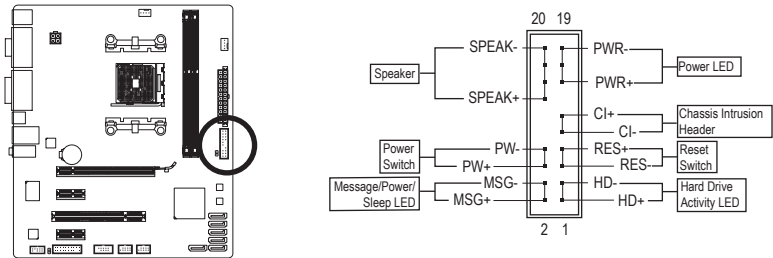 20 19
SPEAK-
Speaker
SPEAK+
PW-
Power
Switch
PW+
MSG-
Message/Power/
Sleep LED
MSG+
PWR-
Power LED
PWR+
CI+
Chassis Intrusion
Header
CI-
RES+
Reset
Switch
RES-
HD-
Hard Drive
Activity LED
HD+
2 1